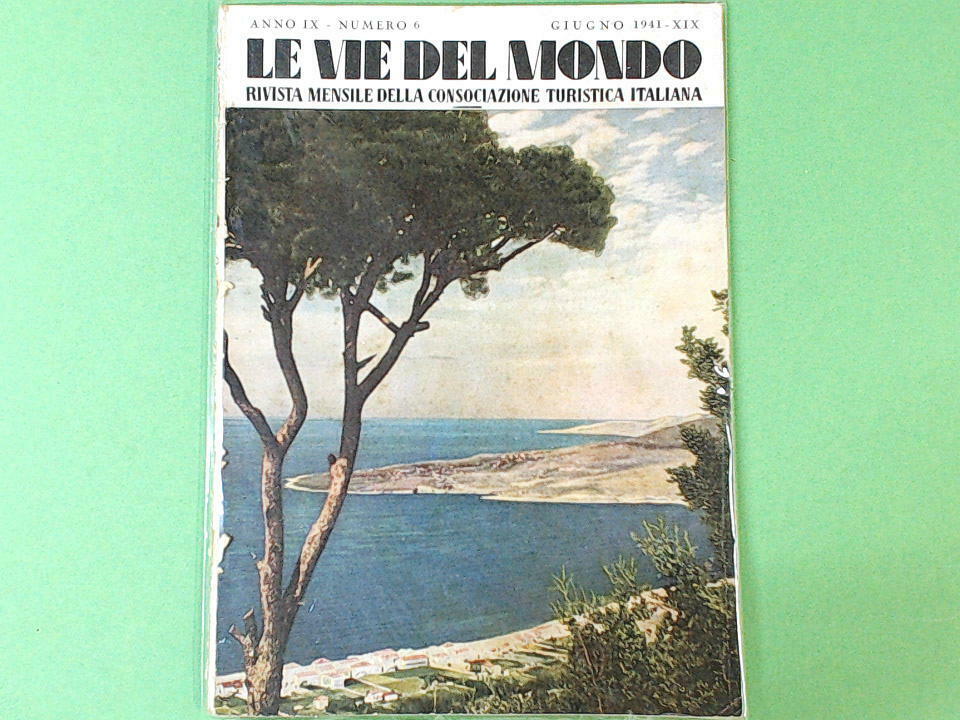 ANNO IX - NUMERO 6 GIUGNO 1941-XIX
LE VIE DEL MONDO
RIVISTA MENSILE DELLA CONSOCIAZIONE TURISTICA ITALIANA